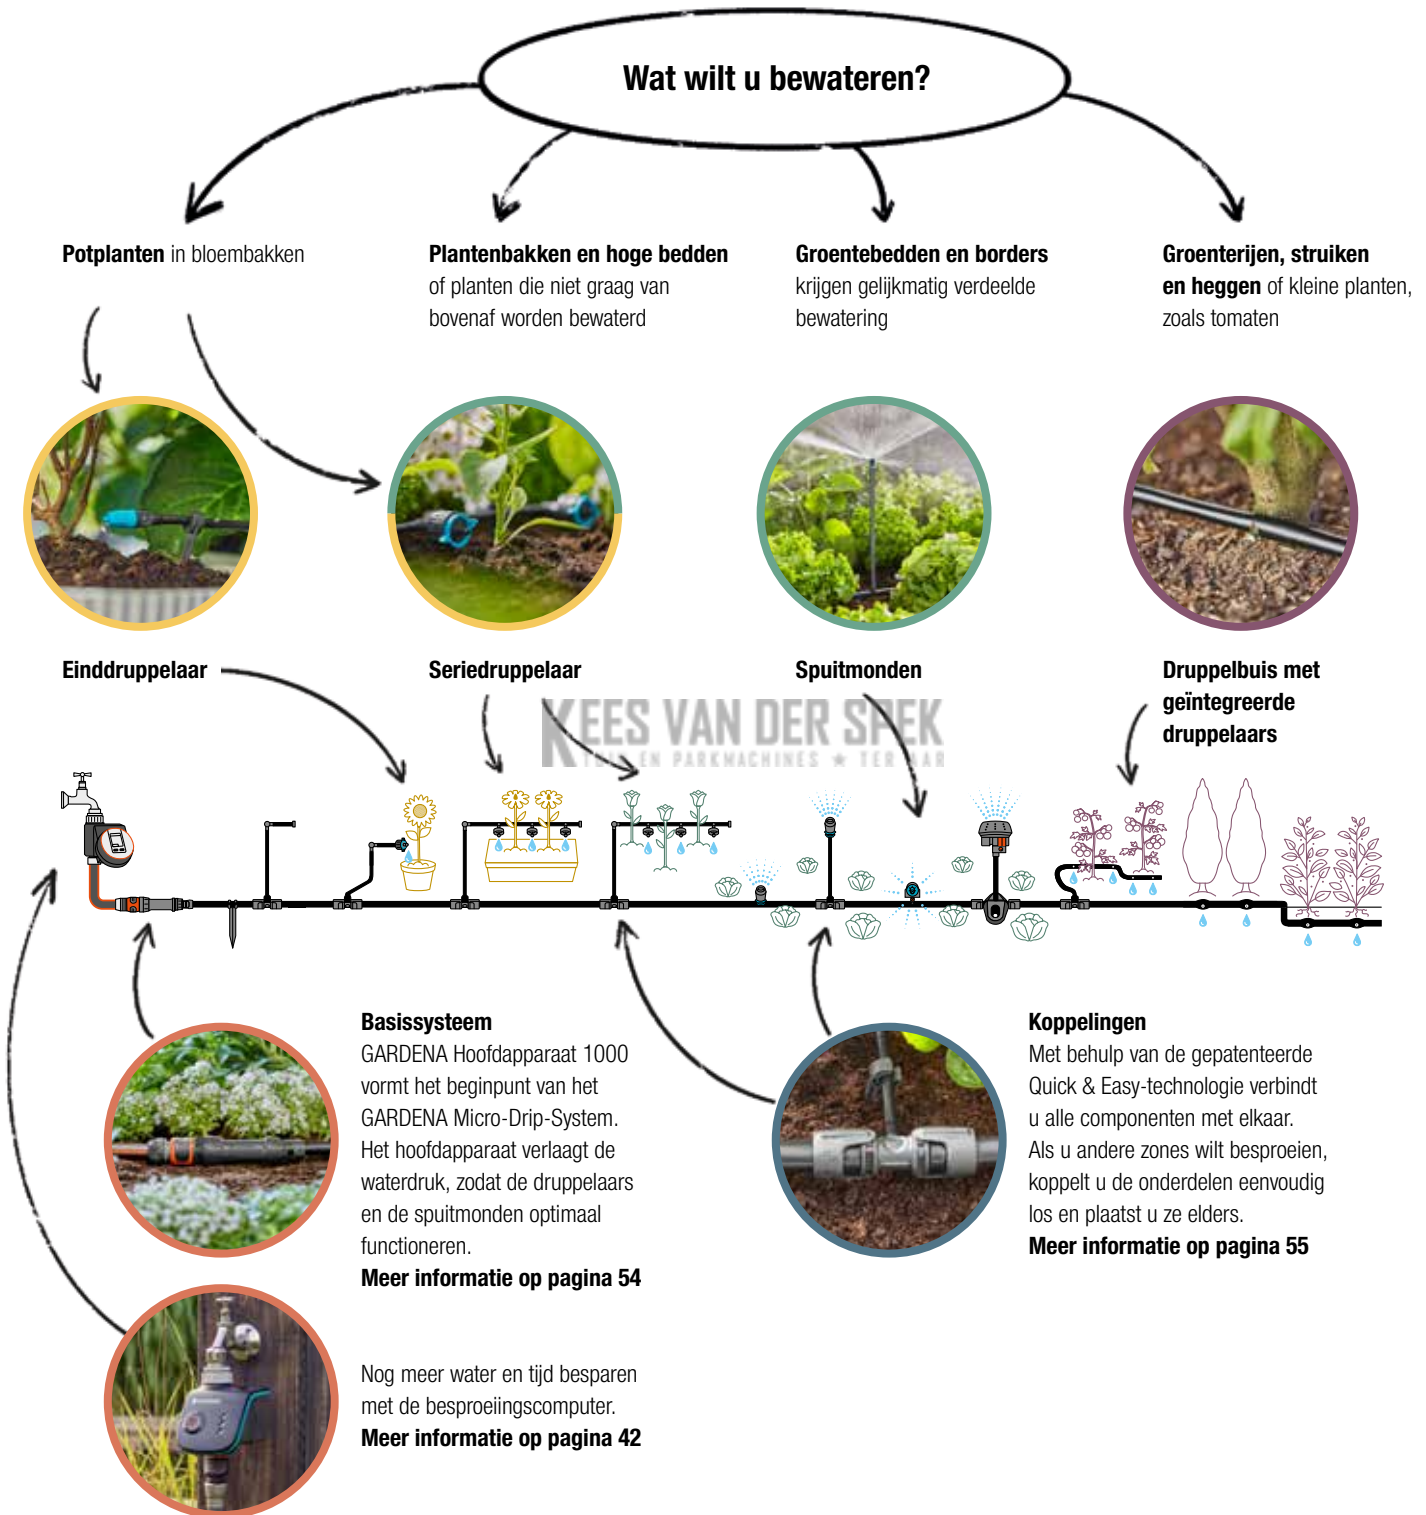 Wat wilt u bewateren?
Potplanten in bloembakken
Plantenbakken en hoge bedden
of planten die niet graag van
bovenaf worden bewaterd
Groentebedden en borders
krijgen gelijkmatig verdeelde
bewatering
Groenterijen, struiken
en heggen of kleine planten,
zoals tomaten
Einddruppelaar
Seriedruppelaar
Spuitmonden
Druppelbuis met
geïntegreerde
druppelaars
KEES VAN DER SPEK
TUIN EN PARKMACHINES ★ TER AAR
Basissysteem
GARDENA Hoofdapparaat 1000
vormt het beginpunt van het
GARDENA Micro-Drip-System.
Het hoofdapparaat verlaagt de
waterdruk, zodat de druppelaars
en de spuitmonden optimaal
functioneren.
Meer informatie op pagina 54
Koppelingen
Met behulp van de gepatenteerde
Quick & Easy-technologie verbindt
u alle componenten met elkaar.
Als u andere zones wilt besproeien,
koppelt u de onderdelen eenvoudig
los en plaatst u ze elders.
Meer informatie op pagina 55
Nog meer water en tijd besparen
met de besproeiingscomputer.
Meer informatie op pagina 42